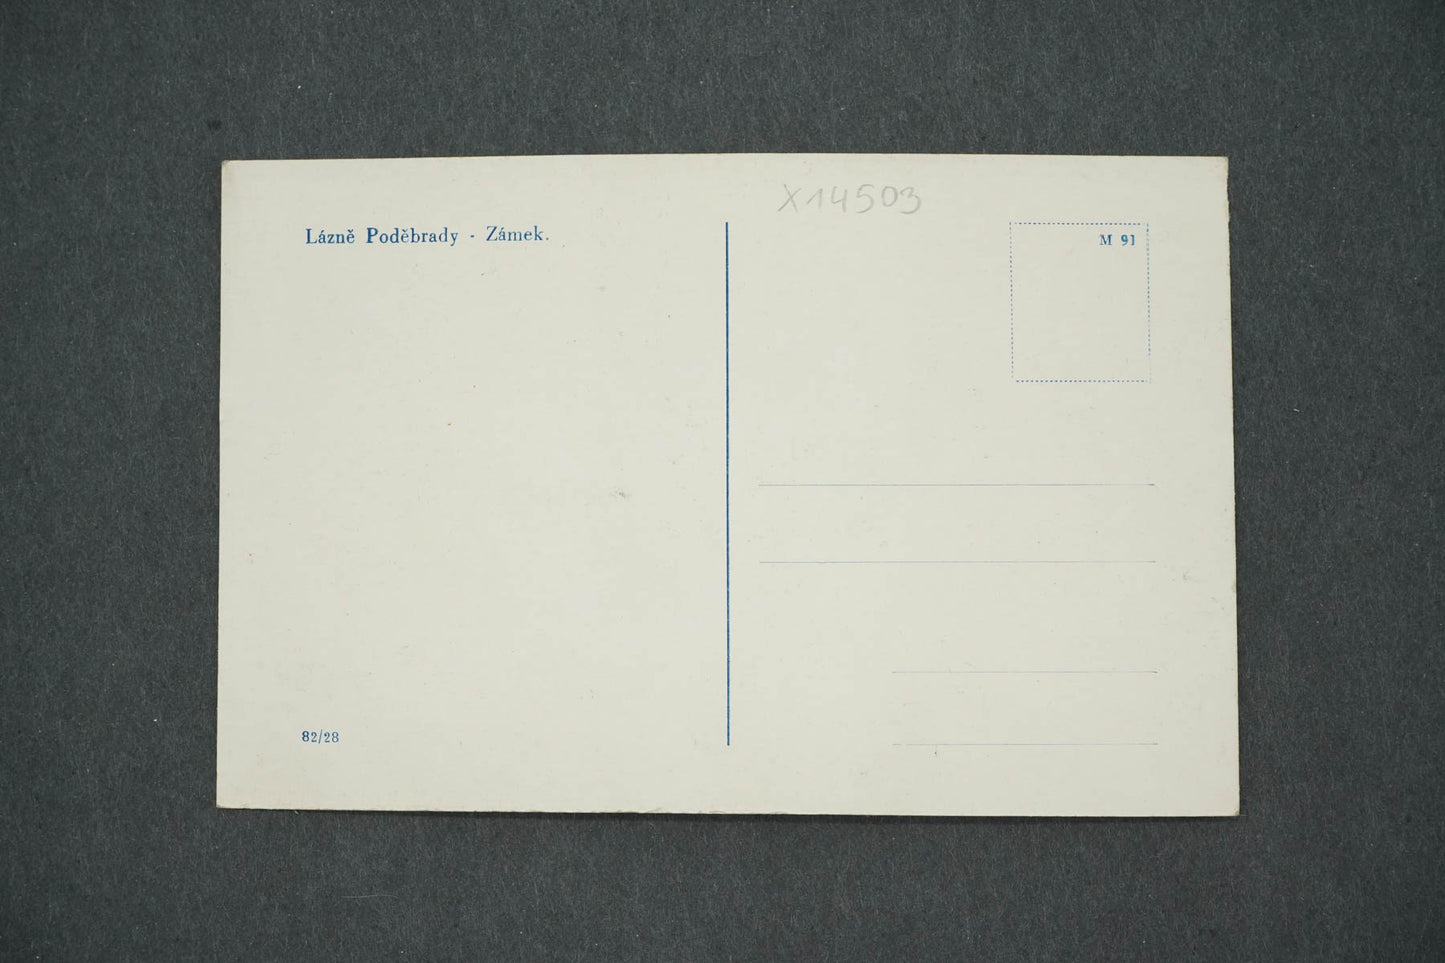 X14503
Lázně Poděbrady - Zámek.
M 91
82/28